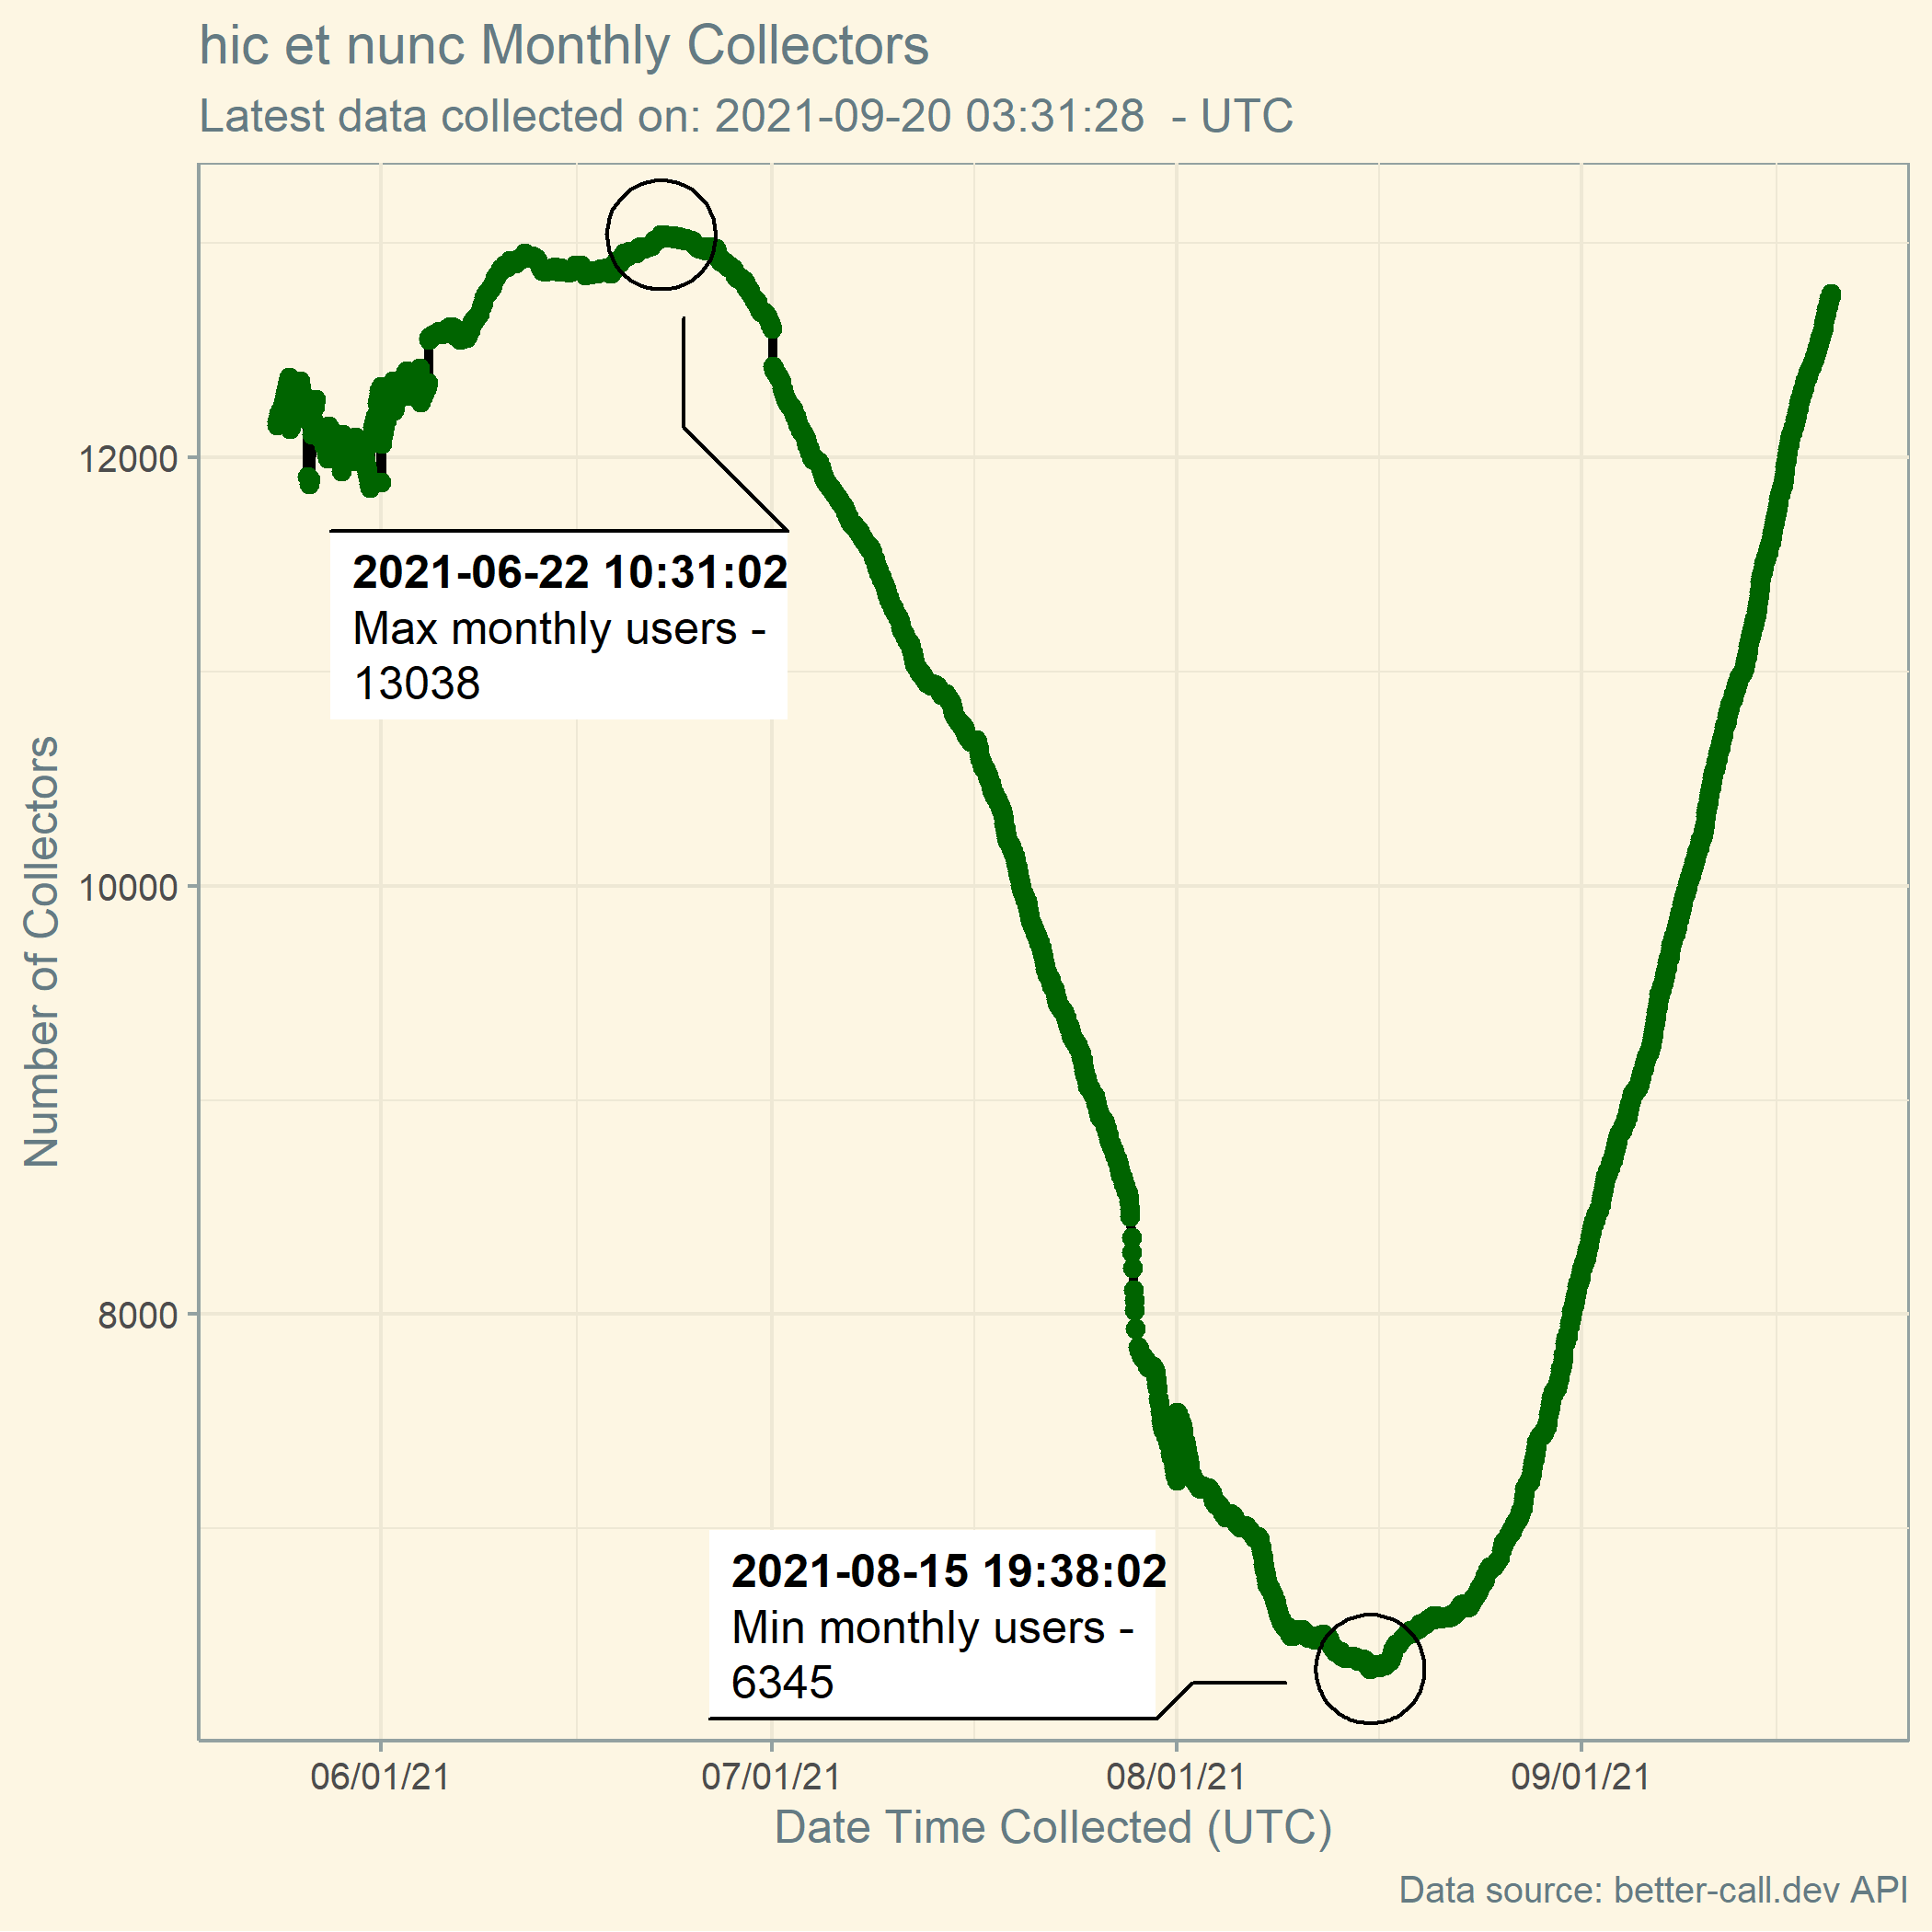 hic et nunc Monthly Collectors
Latest data collected on: 2021-09-20 03:31:28  - UTC
Number of Collectors
12000
10000
8000
2021-06-22 10:31:02
Max monthly users -
13038
2021-08-15 19:38:02
Min monthly users -
6345
06/01/21
07/01/21
08/01/21
09/01/21
Date Time Collected (UTC)
Data source: better-call.dev API